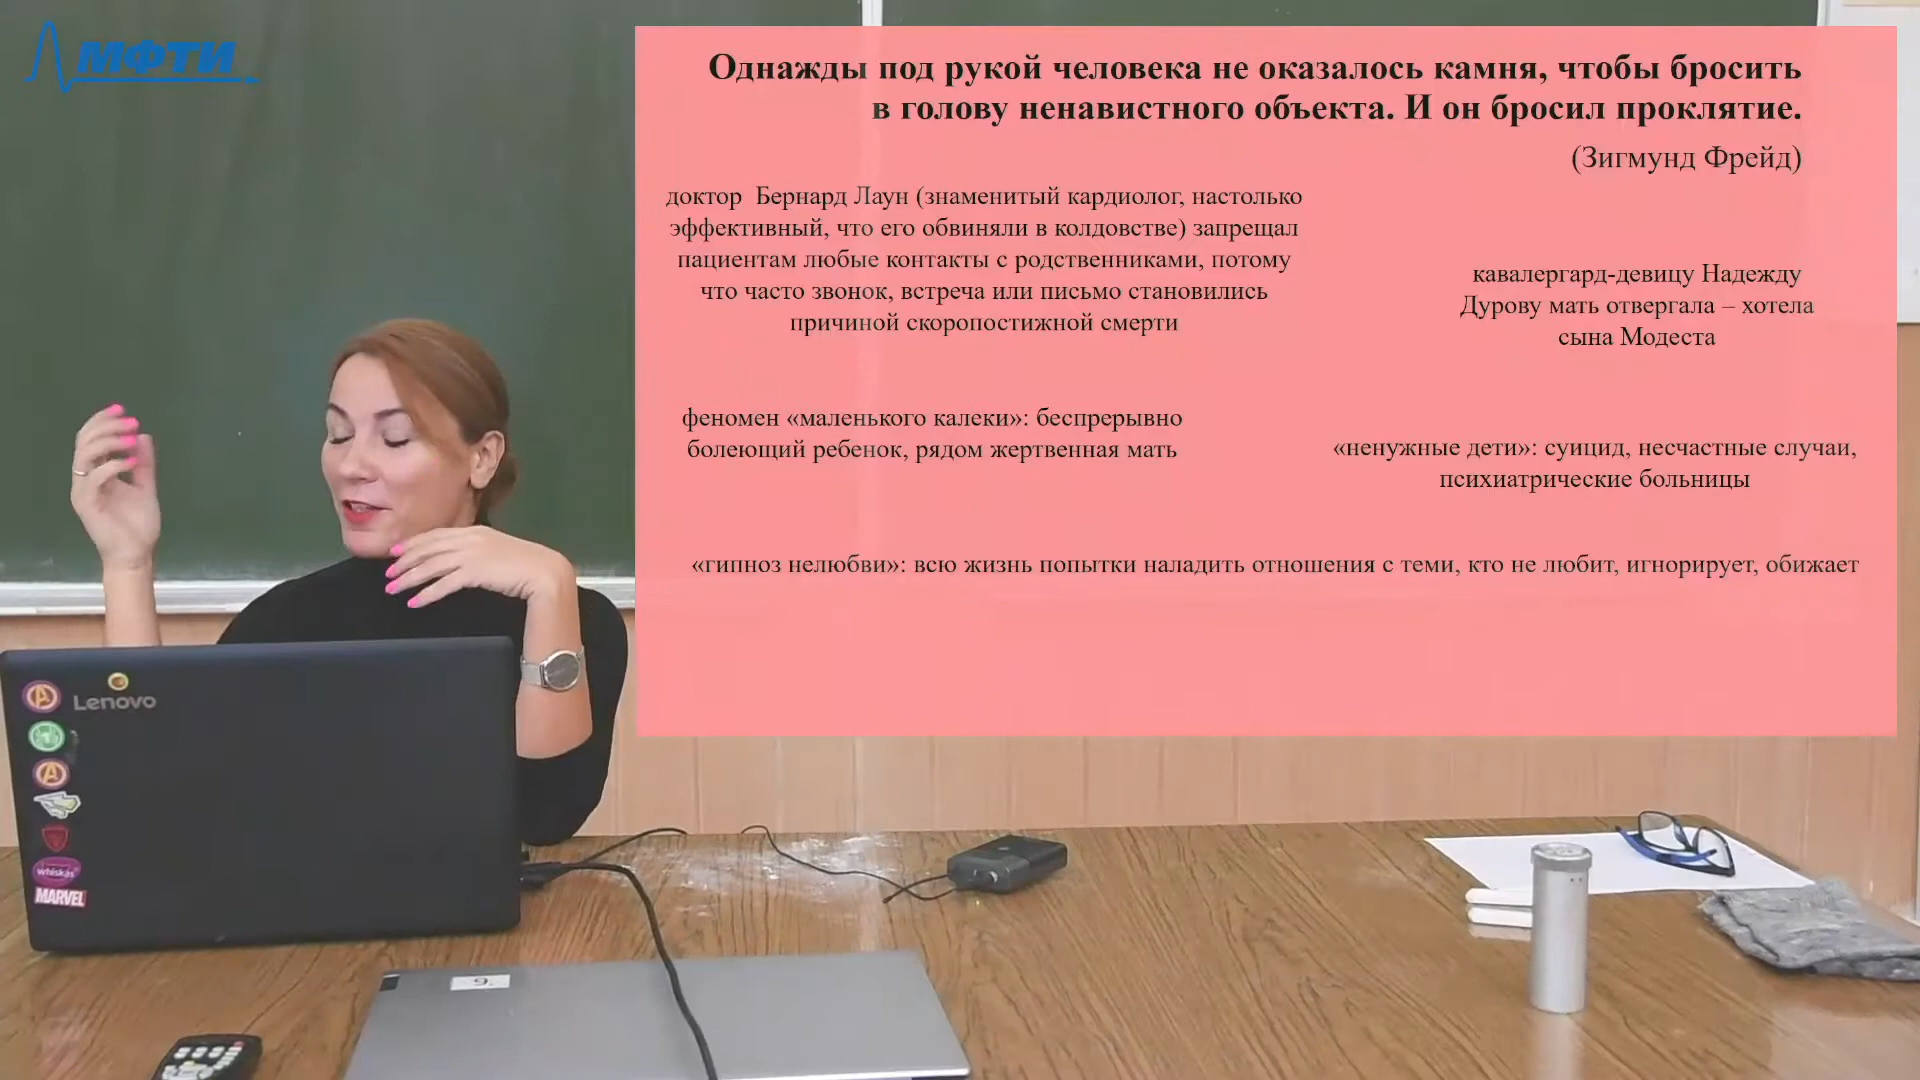 МФТИ
Однажды под рукой человека не оказалось камня, чтобы бросить
в голову ненавистного объекта. И он бросил проклятие.
(Зигмунд Фрейд)
доктор Бернард Лаун (знаменитый кардиолог, настолько
эффективный, что его обвиняли в колдовстве) запрещал
пациентам любые контакты с родственниками, потому
что часто звонок, встреча или письмо становились
причиной скоропостижной смерти
кавалергард-девицу Надежду
Дурову мать отвергала – хотела
сына Модеста
феномен «маленького калеки»: беспрерывно
болеющий ребенок, рядом жертвенная мать
«ненужные дети»: суицид, несчастные случаи,
психиатрические больницы
«гипноз нелюбви»: всю жизнь попытки наладить отношения с теми, кто не любит, игнорирует, обижает
Lenovo
whiskas
MARVEL
9.